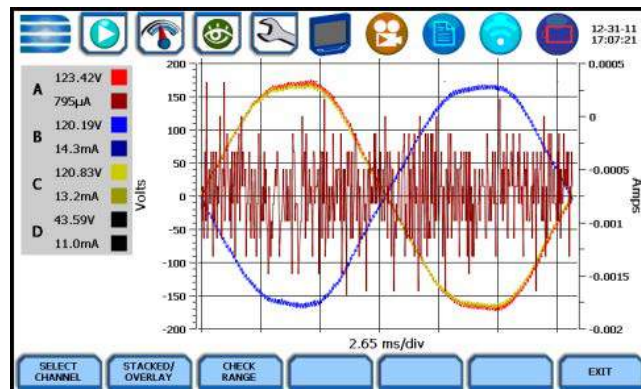 12-31-11
17:07:21
A
123.42V
795µA
B
120.19V
14.3mA
C
120.83V
13.2mA
D
43.59V
11.0mA
Volts
200
150
100
50
0
-50
-100
-150
-200
0.0005
0
-0.0005
-0.001
-0.0015
-0.002
Amps
2.65 ms/div
SELECT CHANNEL
STACKED/ OVERLAY
CHECK RANGE
EXIT